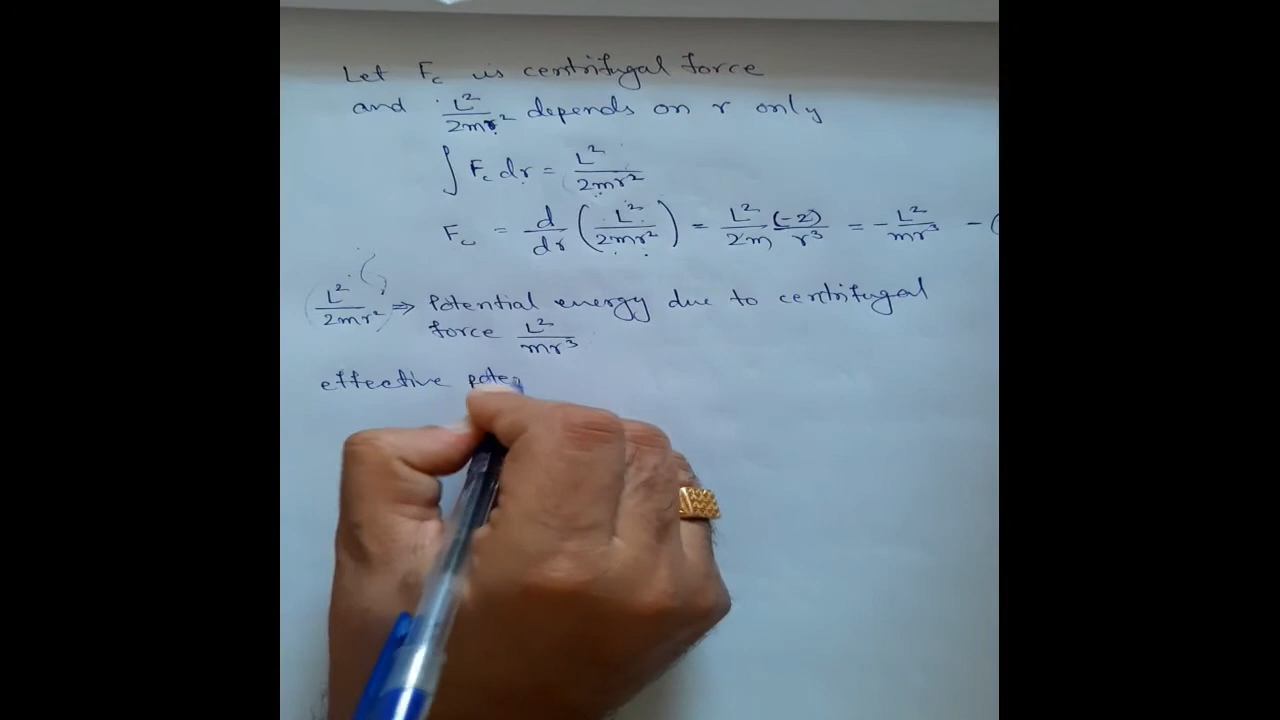 Let F_c is centrifugal force
and L²/2mr² depends on r only
∫ F_c dr = L²/2mr²
F_c = d/dr (L²/2mr²) = L²/2m (-2)/r³ = -L²/mr³ - (
L²/2mr² ⇒ Potential energy due to centrifugal
force L²/mr³
effective poten